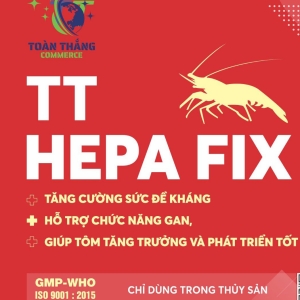 TOÀN THẮNG
COMMERCE
TT
HEPA FIX
TĂNG CƯỜNG SỨC ĐỀ KHÁNG
HỖ TRỢ CHỨC NĂNG GAN,
GIÚP TÔM TĂNG TRƯỞNG VÀ PHÁT TRIỂN TỐT
GMP-WHO
ISO 9001 : 2015
CHỈ DÙNG TRONG THỦY SẢN